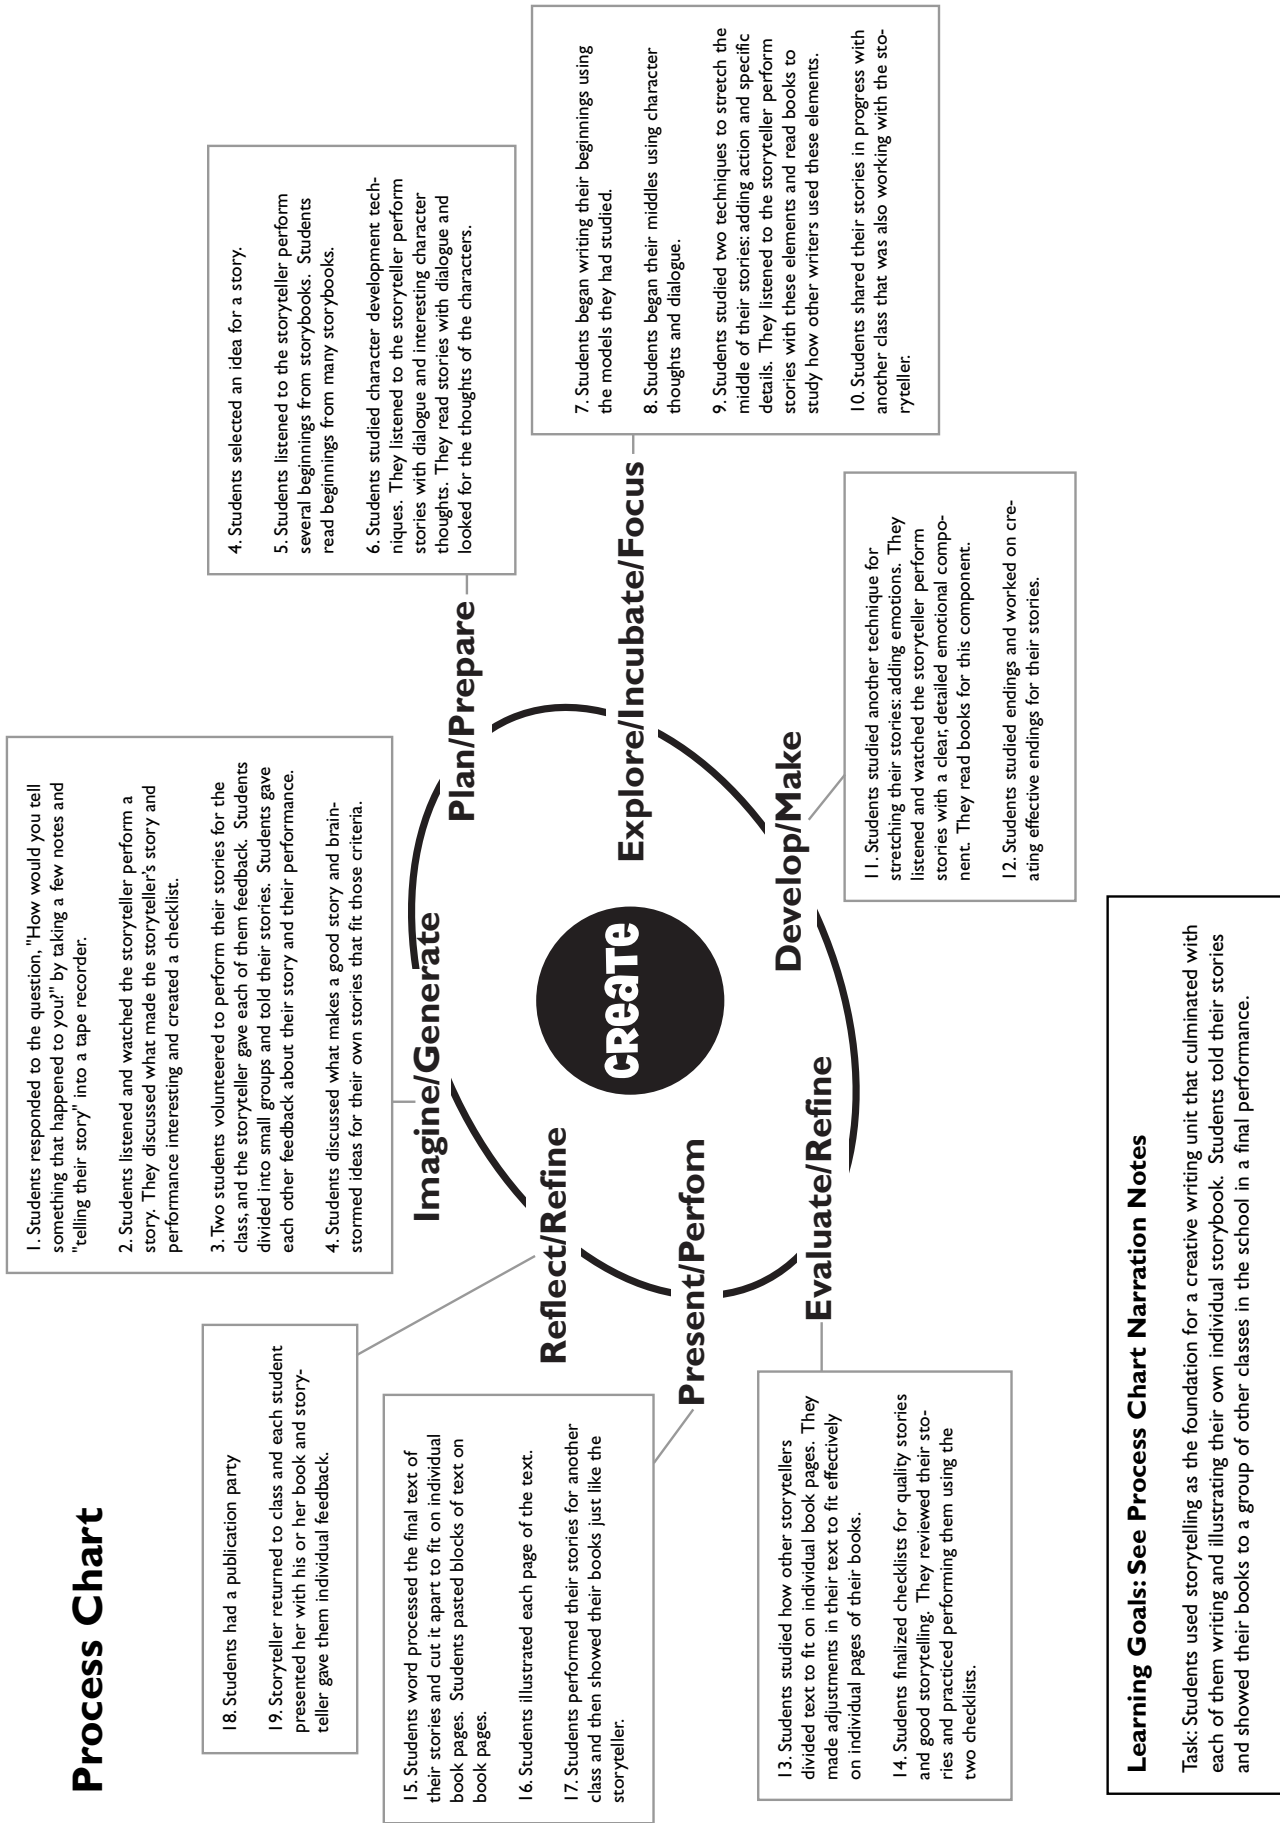 Process Chart
1. Students responded to the question, "How would you tell
something that happened to you?" by taking a few notes and
"telling their story" into a tape recorder.
2. Students listened and watched the storyteller perform a
story. They discussed what made the storyteller's story and
performance interesting and created a checklist.
3. Two students volunteered to perform their stories for the
class, and the storyteller gave each of them feedback. Students
divided into small groups and told their stories. Students gave
each other feedback about their story and their performance.
4. Students discussed what makes a good story and brain-
stormed ideas for their own stories that fit those criteria.
Imagine/Generate
4. Students selected an idea for a story.
5. Students listened to the storyteller perform
several beginnings from storybooks. Students
read beginnings from many storybooks.
6. Students studied character development tech-
niques. They listened to the storyteller perform
stories with dialogue and interesting character
thoughts. They read stories with dialogue and
looked for the thoughts of the characters.
Plan/Prepare
7. Students began writing their beginnings using
the models they had studied.
8. Students began their middles using character
thoughts and dialogue.
9. Students studied two techniques to stretch the
middle of their stories: adding action and specific
details. They listened to the storyteller perform
stories with these elements and read books to
study how other writers used these elements.
10. Students shared their stories in progress with
another class that was also working with the sto-
ryteller.
Explore/Incubate/Focus
Develop/Make
11. Students studied another technique for
stretching their stories: adding emotions. They
listened and watched the storyteller perform
stories with a clear, detailed emotional compo-
nent. They read books for this component.
12. Students studied endings and worked on cre-
ating effective endings for their stories.
CREATE
Evaluate/Refine
13. Students studied how other storytellers
divided text to fit on individual book pages. They
made adjustments in their text to fit effectively
on individual pages of their books.
14. Students finalized checklists for quality stories
and good storytelling. They reviewed their sto-
ries and practiced performing them using the
two checklists.
Present/Perfom
15. Students word processed the final text of
their stories and cut it apart to fit on individual
book pages. Students pasted blocks of text on
book pages.
16. Students illustrated each page of the text.
17. Students performed their stories for another
class and then showed their books just like the
storyteller.
Reflect/Refine
18. Students had a publication party
19. Storyteller returned to class and each student
presented her with his or her book and story-
teller gave them individual feedback.
Learning Goals: See Process Chart Narration Notes
Task: Students used storytelling as the foundation for a creative writing unit that culminated with
each of them writing and illustrating their own individual storybook. Students told their stories
and showed their books to a group of other classes in the school in a final performance.